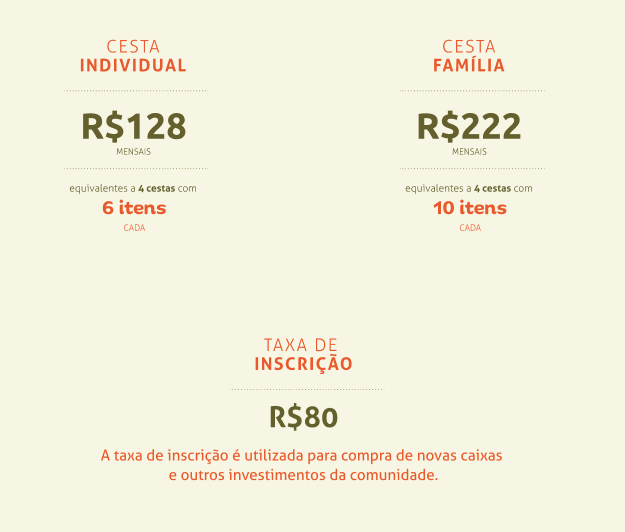 CESTA
INDIVIDUAL
R$128
MENSAIS
equivalentes a 4 cestas com
6 itens
CADA
CESTA
FAMÍLIA
R$222
MENSAIS
equivalentes a 4 cestas com
10 itens
CADA
TAXA DE
INSCRIÇÃO
R$80
A taxa de inscrição é utilizada para compra de novas caixas
e outros investimentos da comunidade.